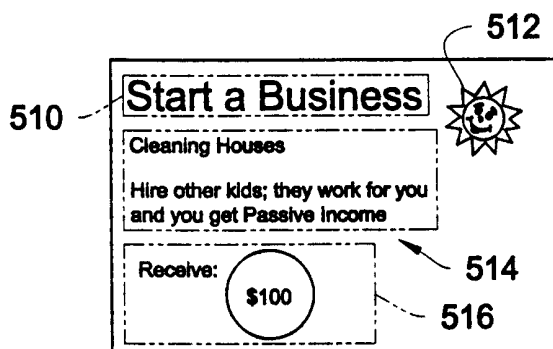 512
Start a Business
510
Cleaning Houses
Hire other kids; they work for you
and you get Passive Income
514
Receive:
$100
516